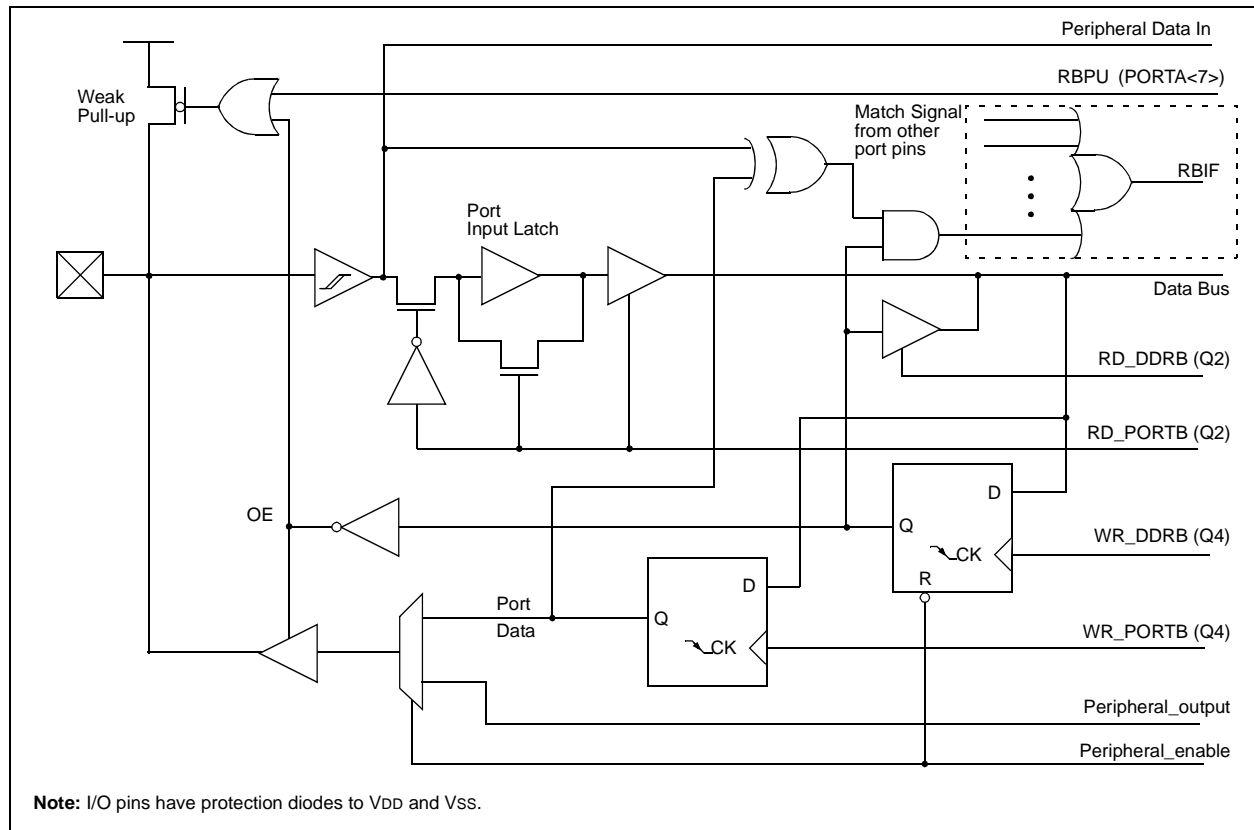 Peripheral Data In
RBPU (PORTA<7>)
Weak
Pull-up
Match Signal
from other
port pins
RBIF
Port
Input Latch
Data Bus
RD_DDRB (Q2)
RD_PORTB (Q2)
D
OE
Q
WR_DDRB (Q4)
CK
R
D
Port
Data
Q
WR_PORTB (Q4)
CK
Peripheral_output
Peripheral_enable
Note: I/O pins have protection diodes to VDD and VSS.